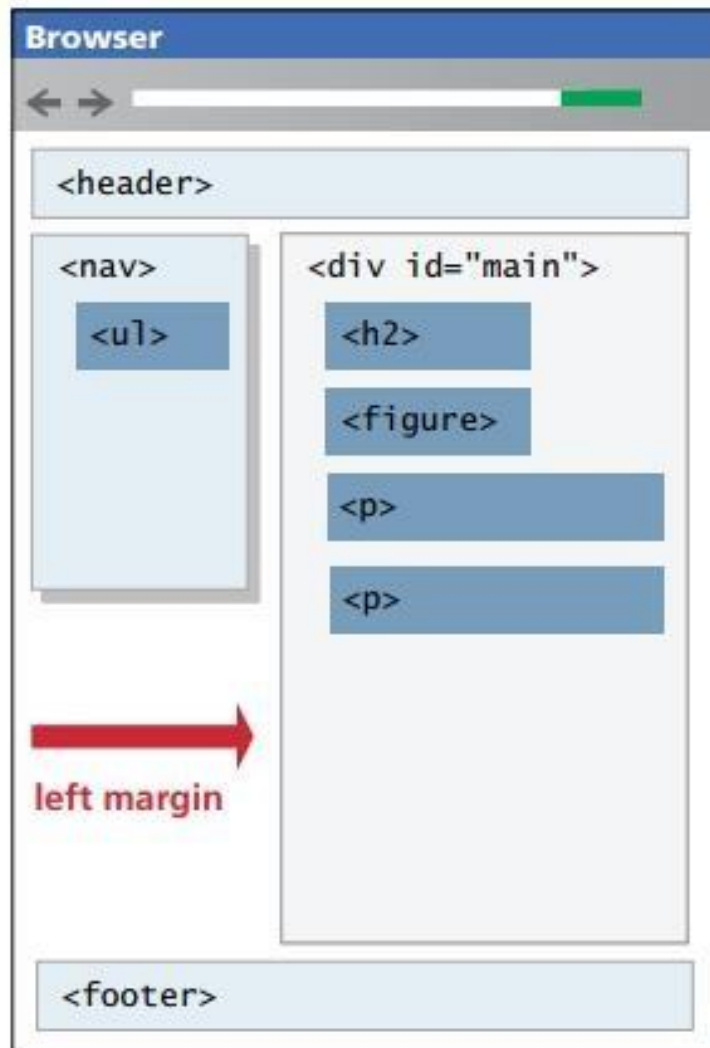 Browser
<header>
<nav>
<ul>
<div id="main">
<h2>
<figure>
<p>
<p>
left margin
<footer>